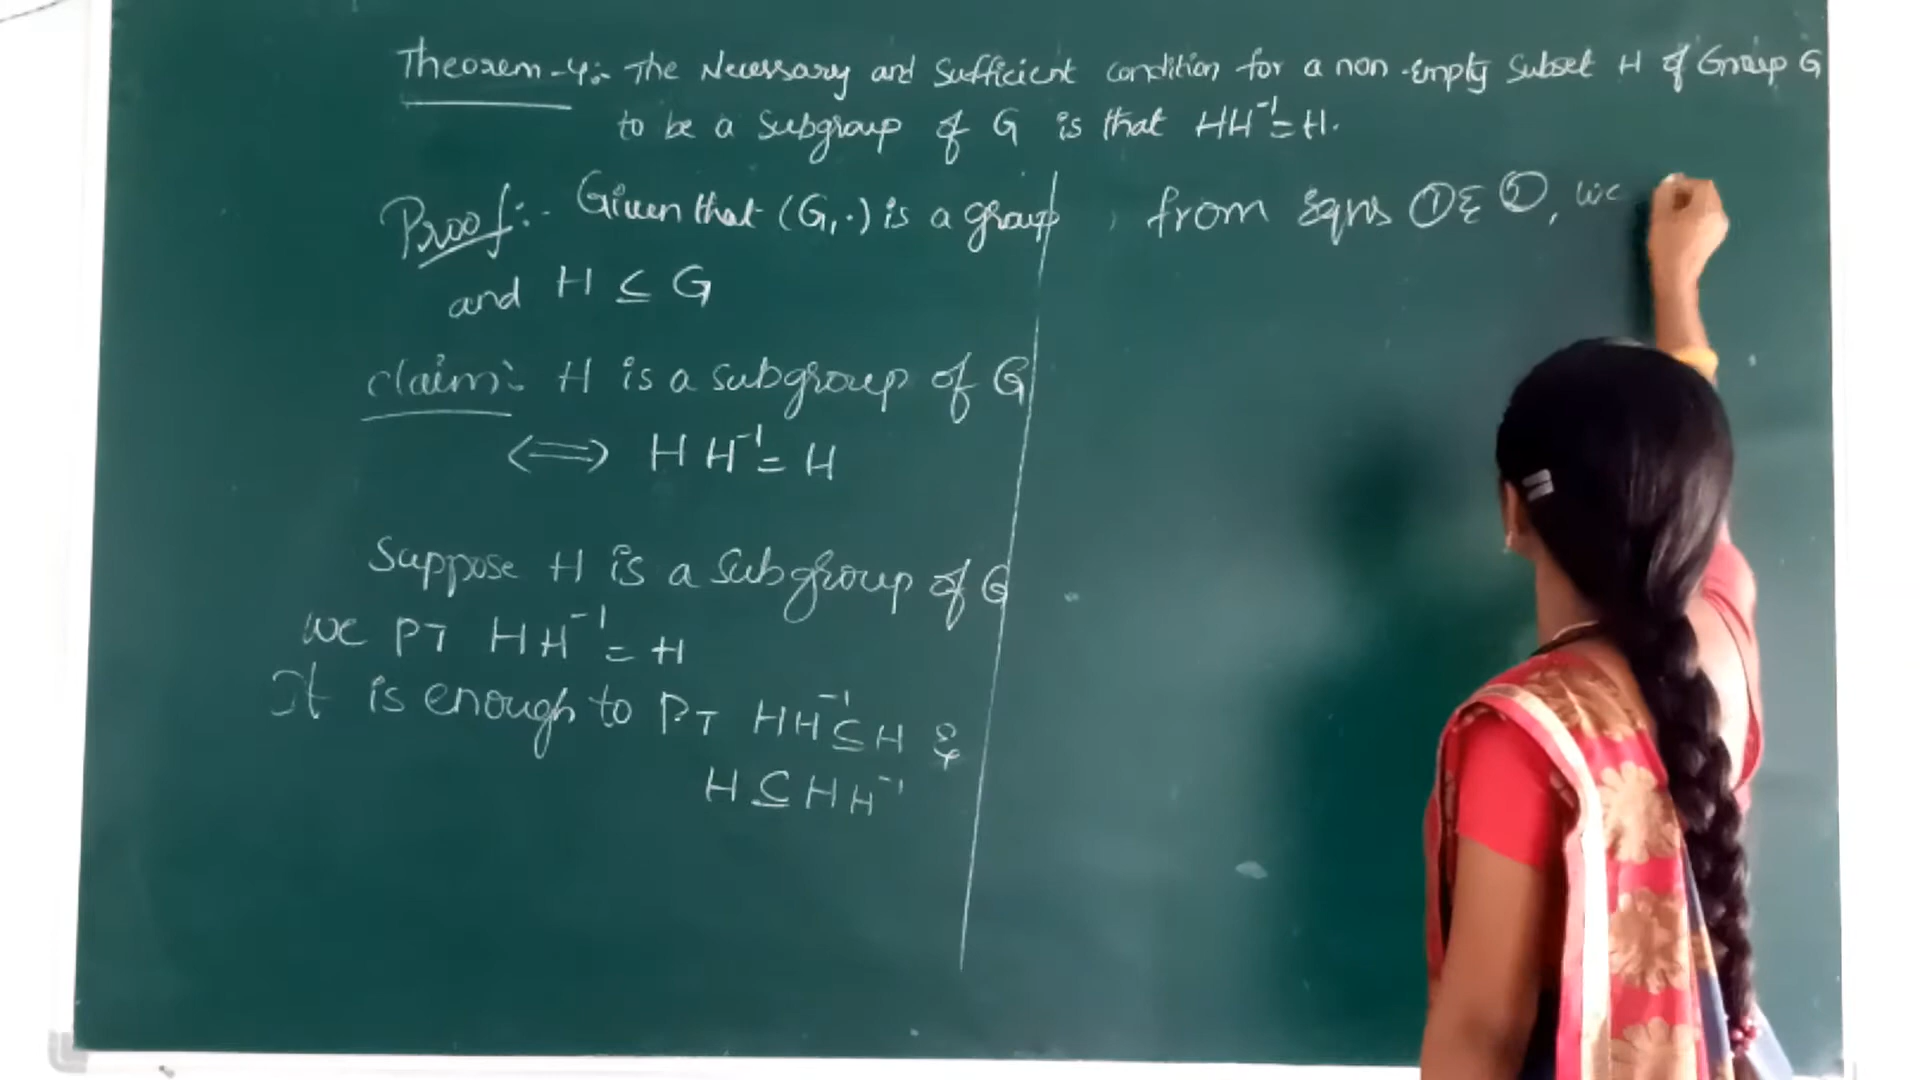 Theorem-4:- The Necessary and Sufficient condition for a non-Empty Subset H of Group G
to be a Subgroup of G is that HH⁻¹=H.
Proof:- Given that (G,·) is a group
and H ⊆ G
claim:- H is a subgroup of G
⟺ HH⁻¹=H
Suppose H is a Subgroup of G
we PT HH⁻¹=H
It is enough to PT HH⁻¹⊆H &
H⊆HH⁻¹
from Eqns ① & ②, we